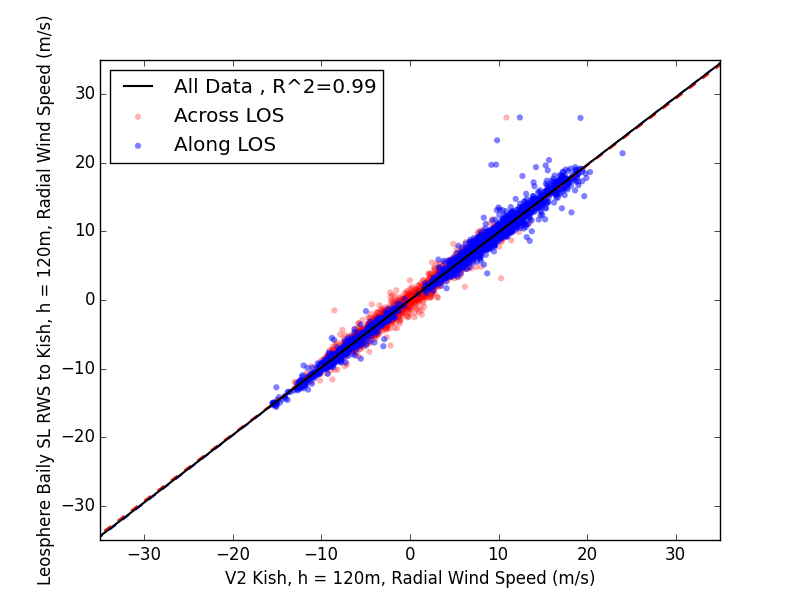 Leosphere Baily SL RWS to Kish, h = 120m, Radial Wind Speed (m/s)
All Data , R^2=0.99
Across LOS
Along LOS
30
20
10
0
−10
−20
−30
−30
−20
−10
0
10
20
30
V2 Kish, h = 120m, Radial Wind Speed (m/s)